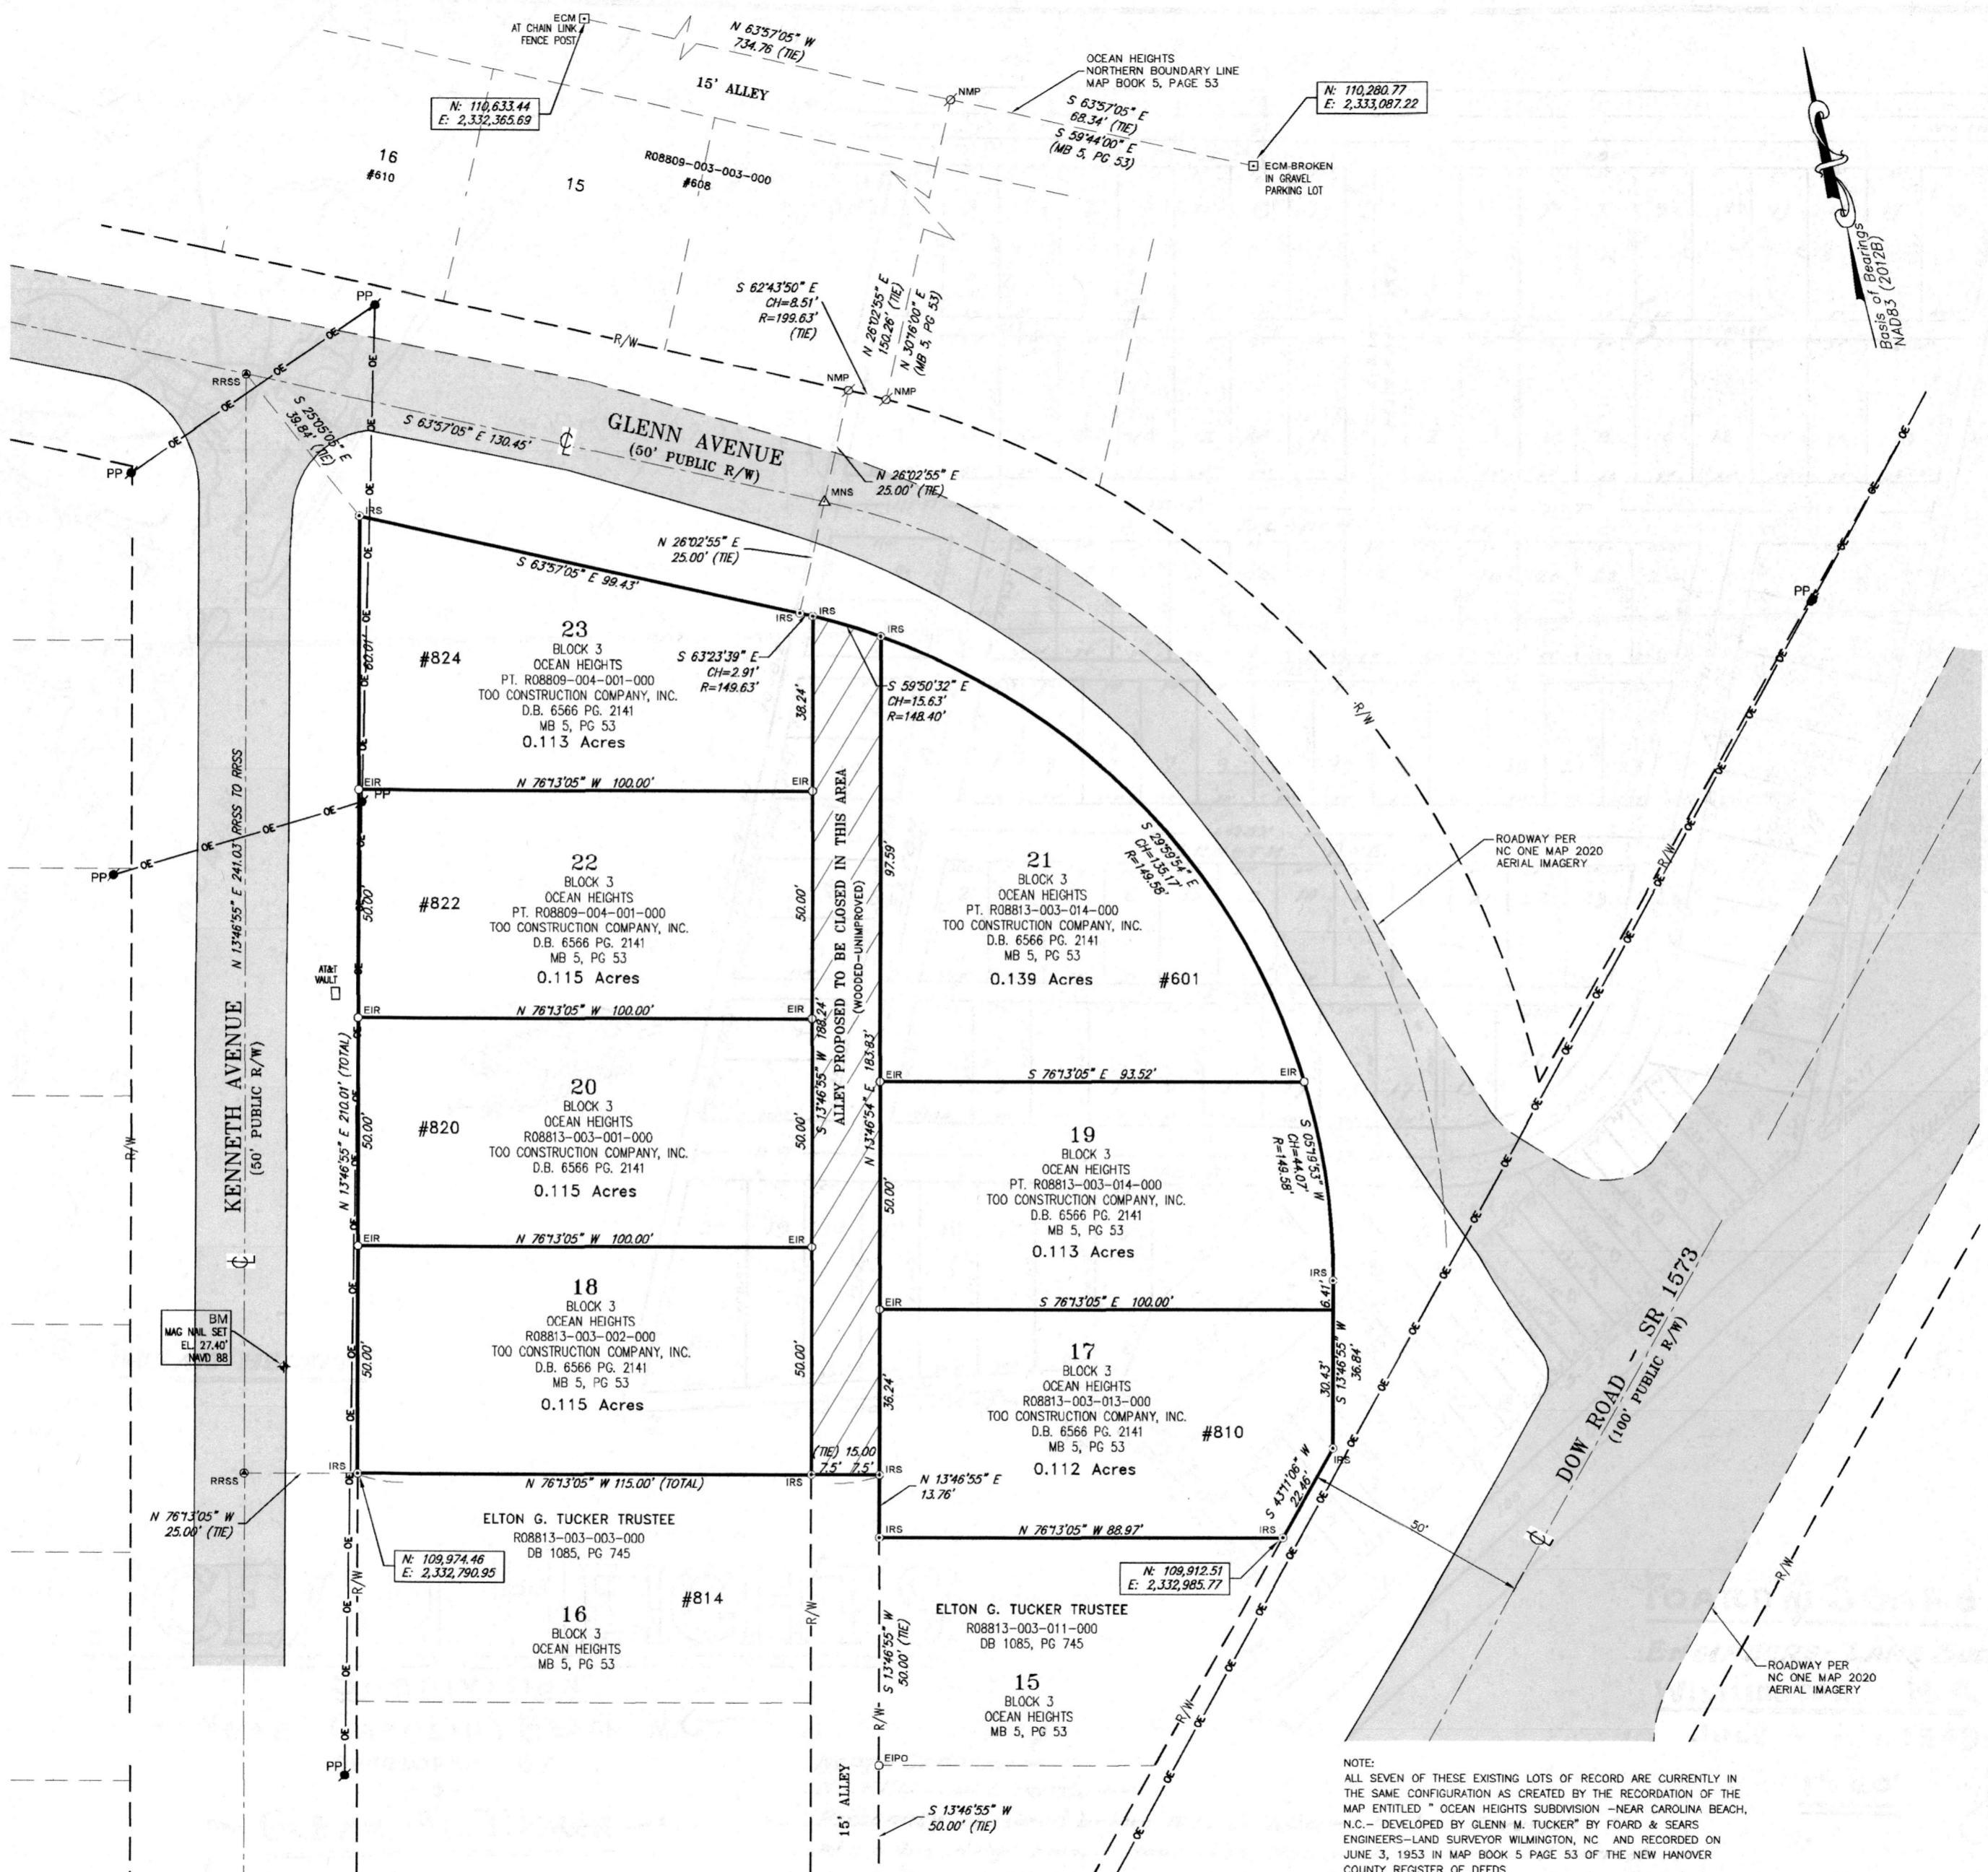 ECM
AT CHAIN LINK
FENCE POST
N 63°57'05" W
734.76 (TIE)
15' ALLEY
OCEAN HEIGHTS
NORTHERN BOUNDARY LINE
MAP BOOK 5, PAGE 53
NMP
S 63°57'05" E
68.34' (TIE)
S 59°44'00" E
(MB 5, PG 53)
N: 110,280.77
E: 2,333,087.22
ECM-BROKEN
IN GRAVEL
PARKING LOT
N: 110,633.44
E: 2,332,365.69
Basis of Bearings
NAD83 (2012B)
16
#610
15
R08809-003-003-000
#608
S 62°43'50" E
CH=8.51'
R=199.63'
(TIE)
N 26°02'55" E
150.26' (TIE)
N 30°16'00" E
(MB 5, PG 53)
PP
R/W
NMP
NMP
RRSS
S 25°05'05" E
39.84' (TIE)
S 63°57'05" E 130.45'
GLENN AVENUE
(50' PUBLIC R/W)
N 26°02'55" E
25.00' (TIE)
MNS
PP
OE
IRS
N 26°02'55" E
25.00' (TIE)
S 63°57'05" E 99.43'
IRS
IRS
IRS
PP
R/W
23
BLOCK 3
OCEAN HEIGHTS
PT. R08809-004-001-000
TOO CONSTRUCTION COMPANY, INC.
D.B. 6566 PG. 2141
MB 5, PG 53
0.113 Acres
#824
60.01'
S 63°23'39" E
CH=2.91'
R=149.63'
38.24'
S 59°50'32" E
CH=15.63'
R=148.40'
EIR
N 76°13'05" W 100.00'
EIR
PP
PP
OE
22
BLOCK 3
OCEAN HEIGHTS
PT. R08809-004-001-000
TOO CONSTRUCTION COMPANY, INC.
D.B. 6566 PG. 2141
MB 5, PG 53
0.115 Acres
#822
50.00'
50.00'
97.59'
ALLEY PROPOSED TO BE CLOSED IN THIS AREA
(WOODED-UNIMPROVED)
S 13°46'55" W 188.24'
N 13°46'54" E 183.83'
21
BLOCK 3
OCEAN HEIGHTS
PT. R08813-003-014-000
TOO CONSTRUCTION COMPANY, INC.
D.B. 6566 PG. 2141
MB 5, PG 53
0.139 Acres
#601
S 29°59'54" E
CH=135.17'
R=149.58'
ROADWAY PER
NC ONE MAP 2020
AERIAL IMAGERY
R/W
AT&T
VAULT
EIR
N 76°13'05" W 100.00'
EIR
KENNETH AVENUE
(50' PUBLIC R/W)
N 13°46'55" E 241.03' RRSS TO RRSS
N 13°46'55" E 210.01' (TOTAL)
R/W
20
BLOCK 3
OCEAN HEIGHTS
R08813-003-001-000
TOO CONSTRUCTION COMPANY, INC.
D.B. 6566 PG. 2141
0.115 Acres
#820
50.00'
50.00'
EIR
S 76°13'05" E 93.52'
EIR
19
BLOCK 3
OCEAN HEIGHTS
PT. R08813-003-014-000
TOO CONSTRUCTION COMPANY, INC.
D.B. 6566 PG. 2141
MB 5, PG 53
0.113 Acres
50.00'
S 05°19'53" W
CH=44.07'
R=149.58'
EIR
N 76°13'05" W 100.00'
EIR
IRS
6.41'
18
BLOCK 3
OCEAN HEIGHTS
R08813-003-002-000
TOO CONSTRUCTION COMPANY, INC.
D.B. 6566 PG. 2141
MB 5, PG 53
0.115 Acres
50.00'
50.00'
BM
MAG NAIL SET
EL. 27.40'
NAVD 88
EIR
S 76°13'05" E 100.00'
17
BLOCK 3
OCEAN HEIGHTS
R08813-003-013-000
TOO CONSTRUCTION COMPANY, INC.
D.B. 6566 PG. 2141
MB 5, PG 53
0.112 Acres
#810
36.24'
30.43'
S 13°46'55" W
36.84'
IRS
DOW ROAD - SR 1573
(100' PUBLIC R/W)
RRSS
IRS
N 76°13'05" W 115.00' (TOTAL)
IRS
(TIE) 15.00
7.5' 7.5'
IRS
N 13°46'55" E
13.76'
S 43°11'06" W
22.46'
N 76°13'05" W
25.00' (TIE)
IRS
N 76°13'05" W 88.97'
IRS
50'
N: 109,974.46
E: 2,332,790.95
ELTON G. TUCKER TRUSTEE
R08813-003-003-000
DB 1085, PG 745
#814
16
BLOCK 3
OCEAN HEIGHTS
MB 5, PG 53
R/W
R/W
N: 109,912.51
E: 2,332,985.77
ELTON G. TUCKER TRUSTEE
R08813-003-011-000
DB 1085, PG 745
15
BLOCK 3
OCEAN HEIGHTS
MB 5, PG 53
S 13°46'55" W
50.00' (TIE)
R/W
R/W
R/W
ROADWAY PER
NC ONE MAP 2020
AERIAL IMAGERY
PP
EIPO
15' ALLEY
S 13°46'55" W
50.00' (TIE)
NOTE:
ALL SEVEN OF THESE EXISTING LOTS OF RECORD ARE CURRENTLY IN
THE SAME CONFIGURATION AS CREATED BY THE RECORDATION OF THE
MAP ENTITLED " OCEAN HEIGHTS SUBDIVISION -NEAR CAROLINA BEACH,
N.C.- DEVELOPED BY GLENN M. TUCKER" BY FOARD & SEARS
ENGINEERS-LAND SURVEYOR WILMINGTON, NC AND RECORDED ON
JUNE 3, 1953 IN MAP BOOK 5 PAGE 53 OF THE NEW HANOVER
COUNTY REGISTER OF DEEDS